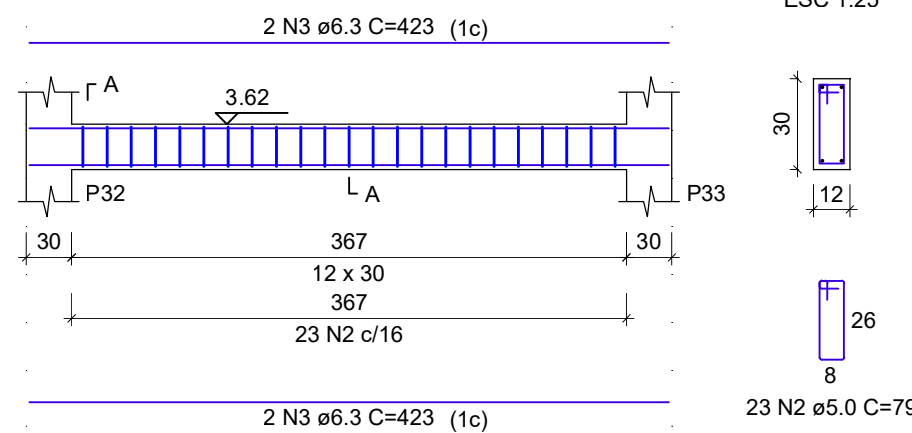 ESC 1:25
2 N3 ø6.3 C=423 (1c)
A
3.62
30
P32
A
P33
12
30
367
30
12 x 30
367
23 N2 c/16
26
8
23 N2 ø5.0 C=79
2 N3 ø6.3 C=423 (1c)